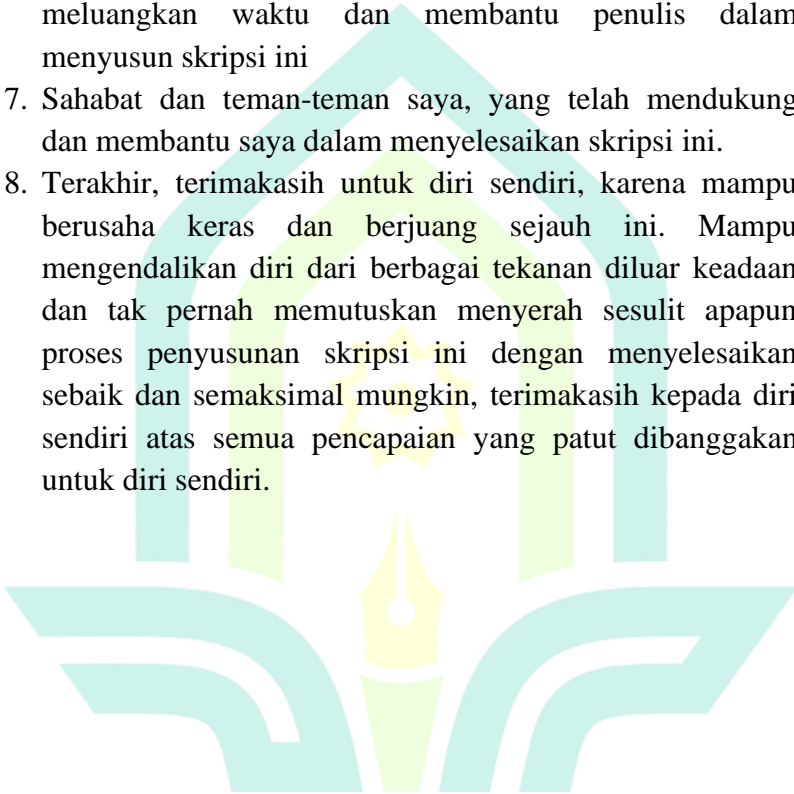 meluangkan waktu dan membantu penulis dalam
menyusun skripsi ini
7. Sahabat dan teman-teman saya, yang telah mendukung
dan membantu saya dalam menyelesaikan skripsi ini.
8. Terakhir, terimakasih untuk diri sendiri, karena mampu
berusaha keras dan berjuang sejauh ini. Mampu
mengendalikan diri dari berbagai tekanan diluar keadaan
dan tak pernah memutuskan menyerah sesulit apapun
proses penyusunan skripsi ini dengan menyelesaikan
sebaik dan semaksimal mungkin, terimakasih kepada diri
sendiri atas semua pencapaian yang patut dibanggakan
untuk diri sendiri.